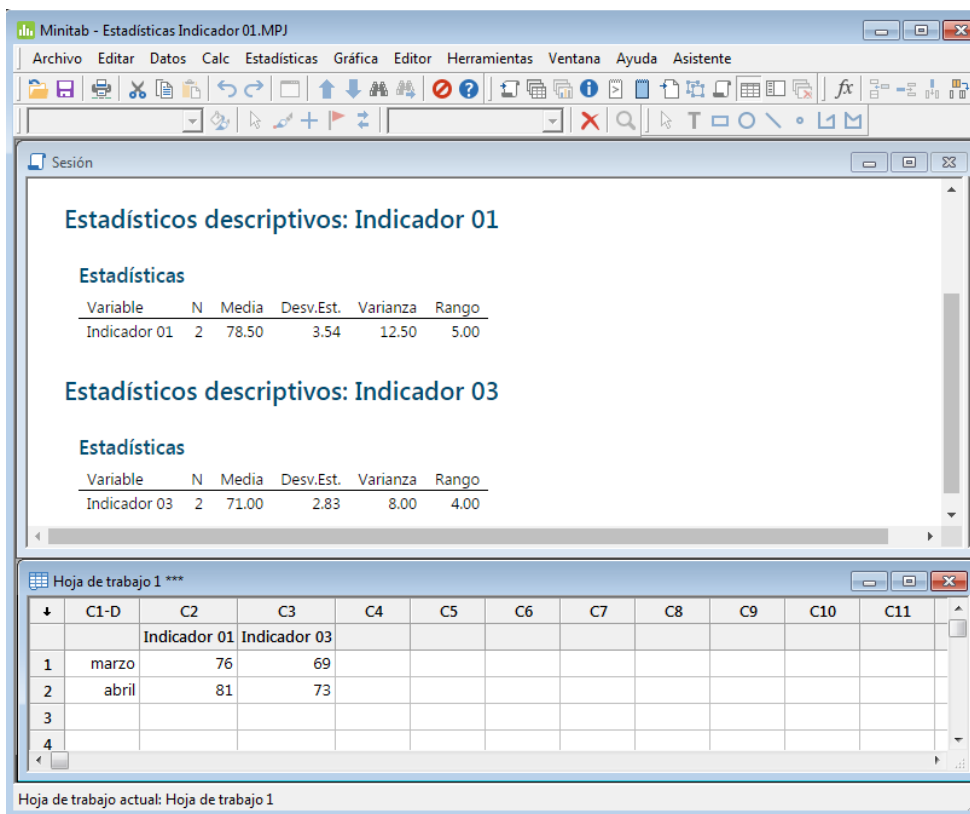 Minitab - Estadísticas Indicador 01.MPJ
Archivo Editar Datos Calc Estadísticas Gráfica Editor Herramientas Ventana Ayuda Asistente
fx
T
Sesión
Estadísticos descriptivos: Indicador 01
Estadísticas
Variable N Media Desv.Est. Varianza Rango
Indicador 01 2 78.50 3.54 12.50 5.00
Estadísticos descriptivos: Indicador 03
Estadísticas
Variable N Media Desv.Est. Varianza Rango
Indicador 03 2 71.00 2.83 8.00 4.00
Hoja de trabajo 1 ***
C1-D C2 C3 C4 C5 C6 C7 C8 C9 C10 C11
Indicador 01 Indicador 03
1 marzo 76 69
2 abril 81 73
3
4
Hoja de trabajo actual: Hoja de trabajo 1